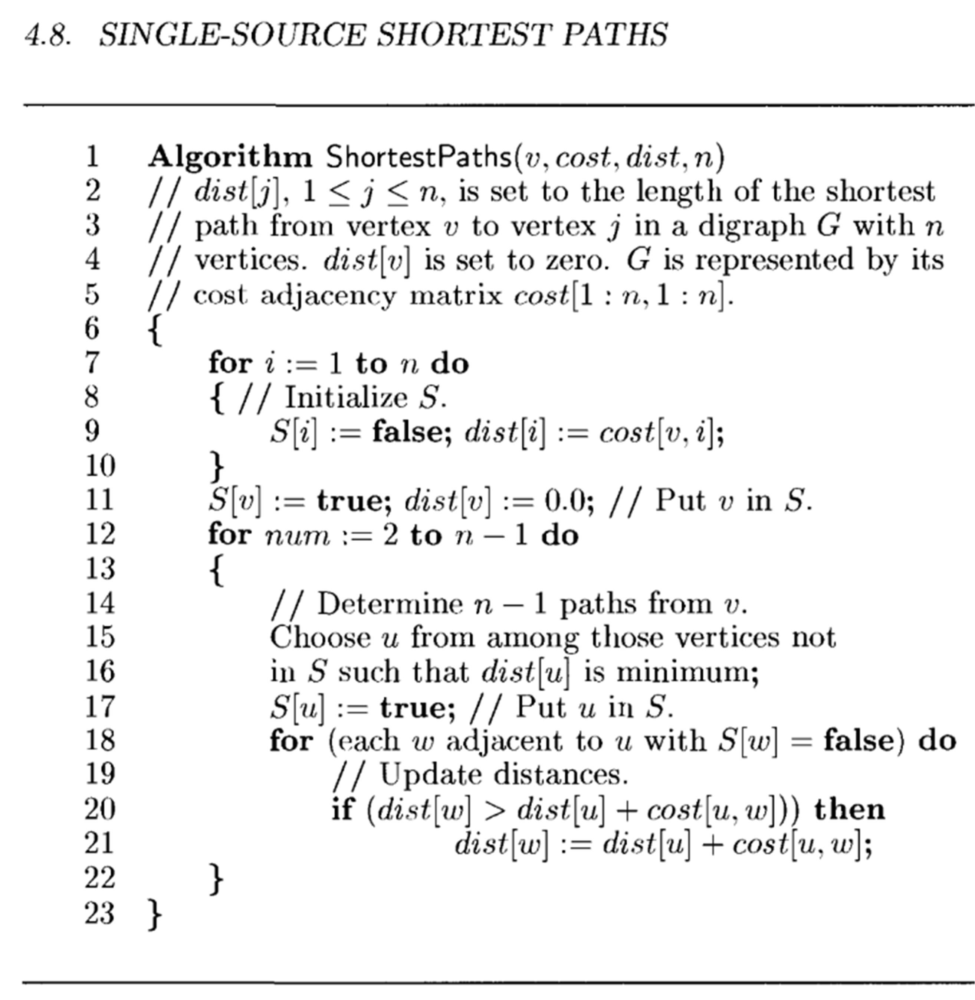 4.8. SINGLE-SOURCE SHORTEST PATHS
1 Algorithm ShortestPaths(v, cost, dist, n)
2 // dist[j], 1 ≤ j ≤ n, is set to the length of the shortest
3 // path from vertex v to vertex j in a digraph G with n
4 // vertices. dist[v] is set to zero. G is represented by its
5 // cost adjacency matrix cost[1 : n, 1 : n].
6 {
7 for i := 1 to n do
8 { // Initialize S.
9 S[i] := false; dist[i] := cost[v, i];
10 }
11 S[v] := true; dist[v] := 0.0; // Put v in S.
12 for num := 2 to n − 1 do
13 {
14 // Determine n − 1 paths from v.
15 Choose u from among those vertices not
16 in S such that dist[u] is minimum;
17 S[u] := true; // Put u in S.
18 for (each w adjacent to u with S[w] = false) do
19 // Update distances.
20 if (dist[w] > dist[u] + cost[u, w])) then
21 dist[w] := dist[u] + cost[u, w];
22 }
23 }